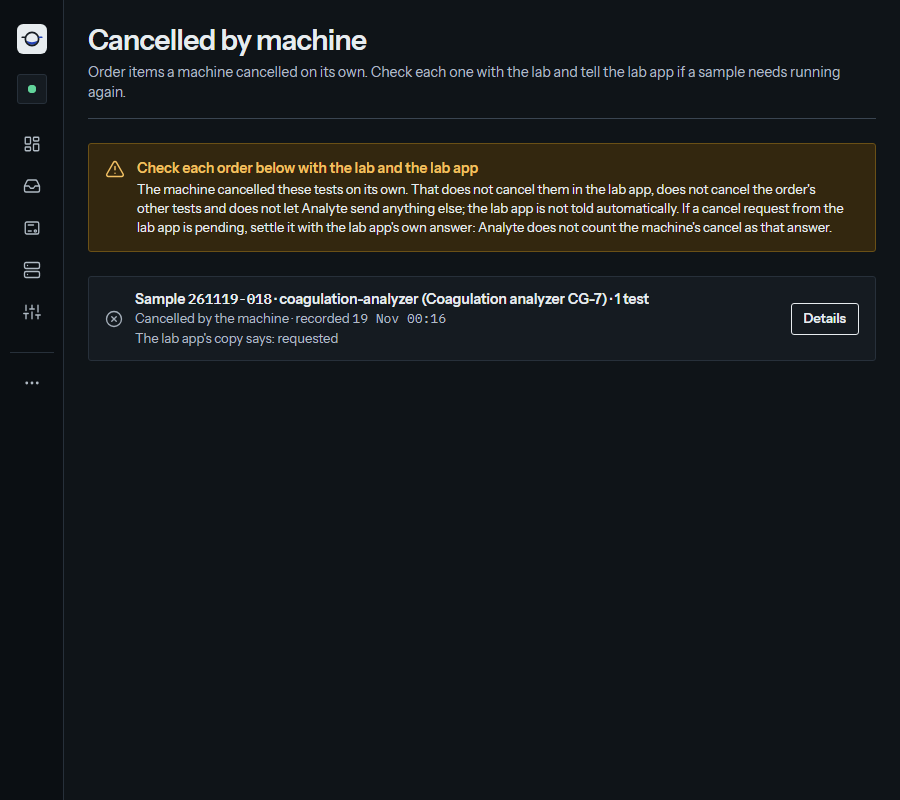 Cancelled by machine
Order items a machine cancelled on its own. Check each one with the lab and tell the lab app if a sample needs running
again.
Check each order below with the lab and the lab app
The machine cancelled these tests on its own. That does not cancel them in the lab app, does not cancel the order's
other tests and does not let Analyte send anything else; the lab app is not told automatically. If a cancel request from the
lab app is pending, settle it with the lab app's own answer: Analyte does not count the machine's cancel as that answer.
Sample 261119-018 · coagulation-analyzer (Coagulation analyzer CG-7) · 1 test
Cancelled by the machine · recorded 19 Nov 00:16
The lab app's copy says: requested
Details